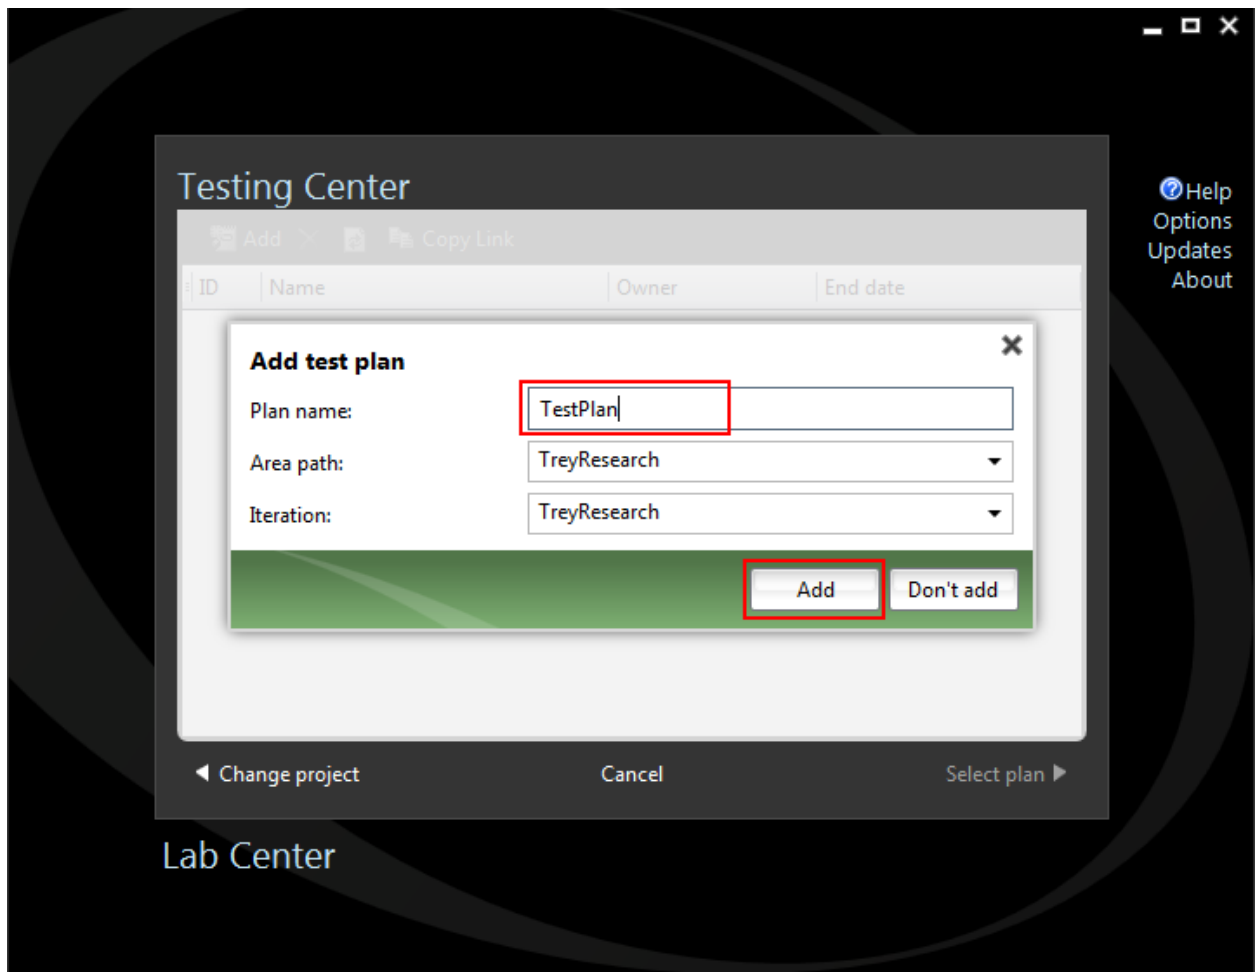 Testing Center
Help
Options
Updates
About
Add Copy Link
ID Name Owner End date
Add test plan
Plan name: TestPlan
Area path: TreyResearch
Iteration: TreyResearch
Add Don't add
Change project Cancel Select plan
Lab Center